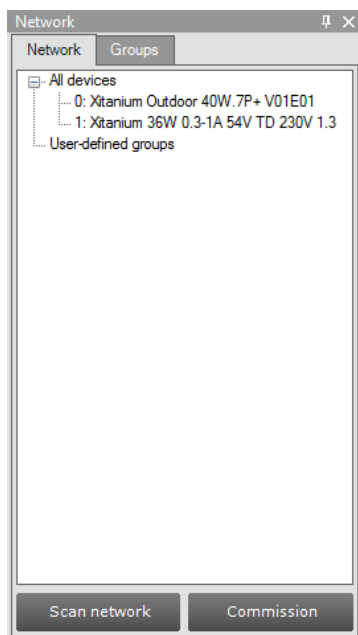 Network
Network
Groups
All devices
0: Xitanium Outdoor 40W.7P+ V01E01
1: Xitanium 36W 0.3-1A 54V TD 230V 1.3
User-defined groups
Scan network
Commission